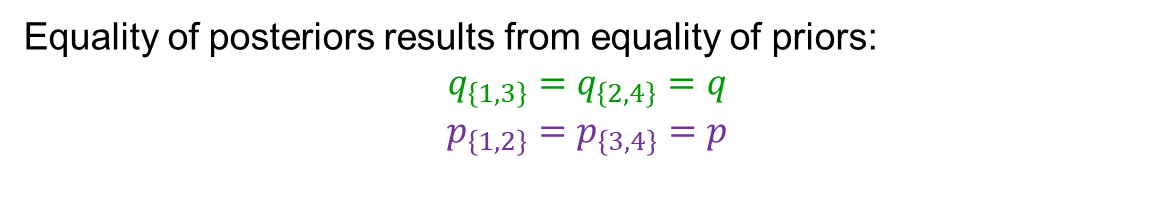 Equality of posteriors results from equality of priors:
q{1,3} = q{2,4} = q
p{1,2} = p{3,4} = p